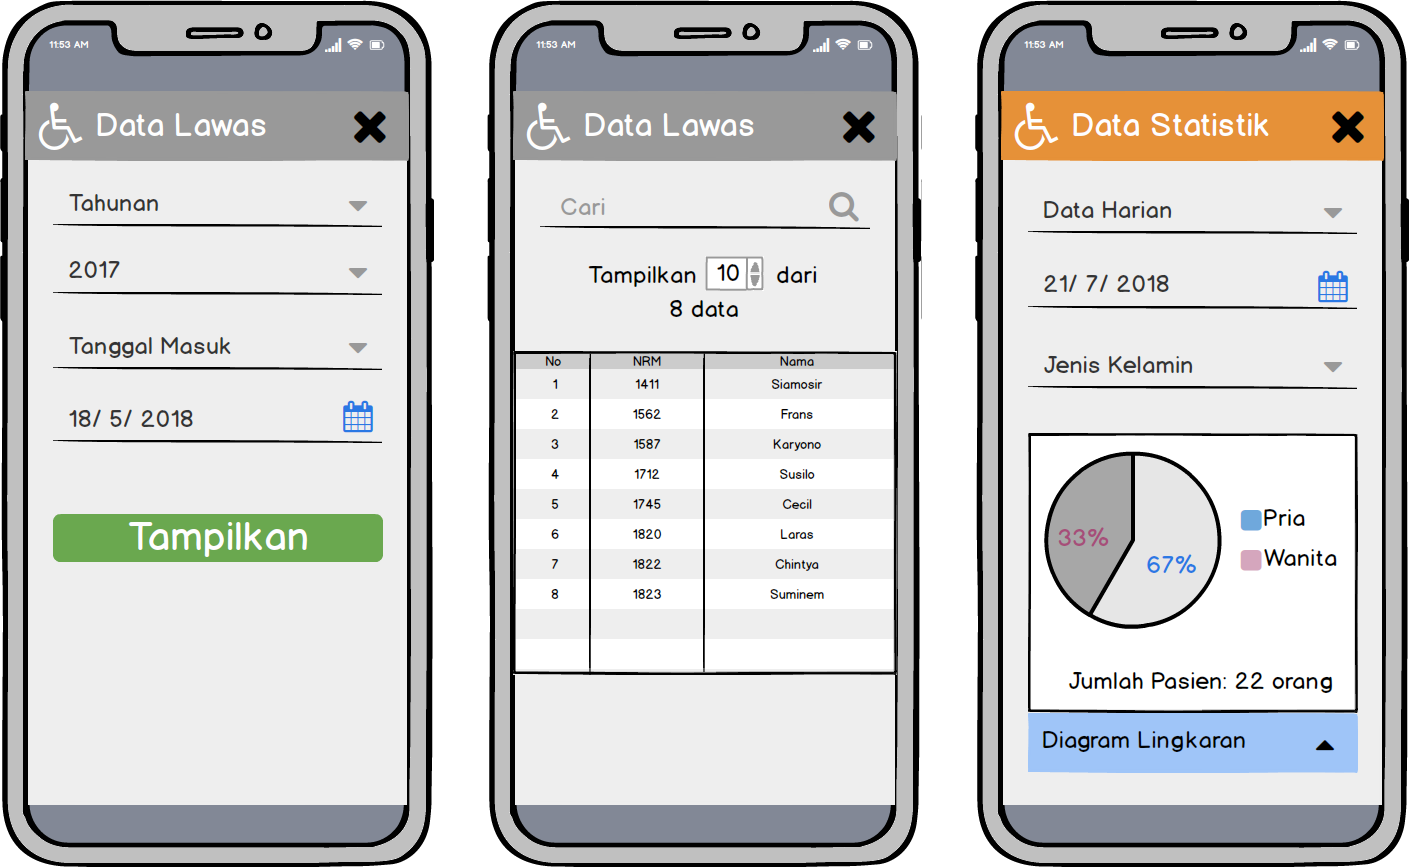 11:53 AM
Data Lawas
Tahunan
2017
Tanggal Masuk
18/ 5/ 2018
Tampilkan
11:53 AM
Data Lawas
Cari
Tampilkan 10 dari
8 data
No NRM Nama
1 1411 Siamosir
2 1562 Frans
3 1587 Karyono
4 1712 Susilo
5 1745 Cecil
6 1820 Laras
7 1822 Chintya
8 1823 Suminem
11:53 AM
Data Statistik
Data Harian
21/ 7/ 2018
Jenis Kelamin
33%
67%
Pria
Wanita
Jumlah Pasien: 22 orang
Diagram Lingkaran